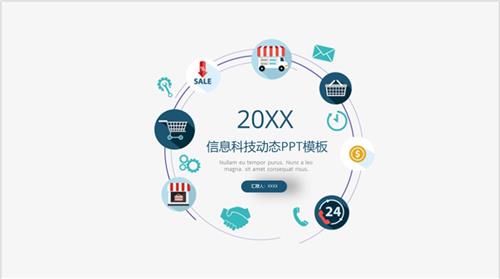 SALE
20XX
信息科技动态PPT模板
Nullam eu tempor purus. Nunc a leo
magna, sit amet consequat risus.
汇报人：XXXX
$
24